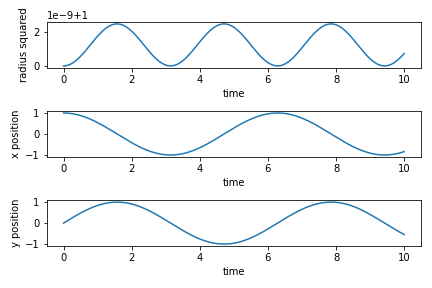 1e-9+1
radius squared
2
0
0 2 4 6 8 10
time
x position
1
0
−1
0 2 4 6 8 10
time
y position
1
0
−1
0 2 4 6 8 10
time